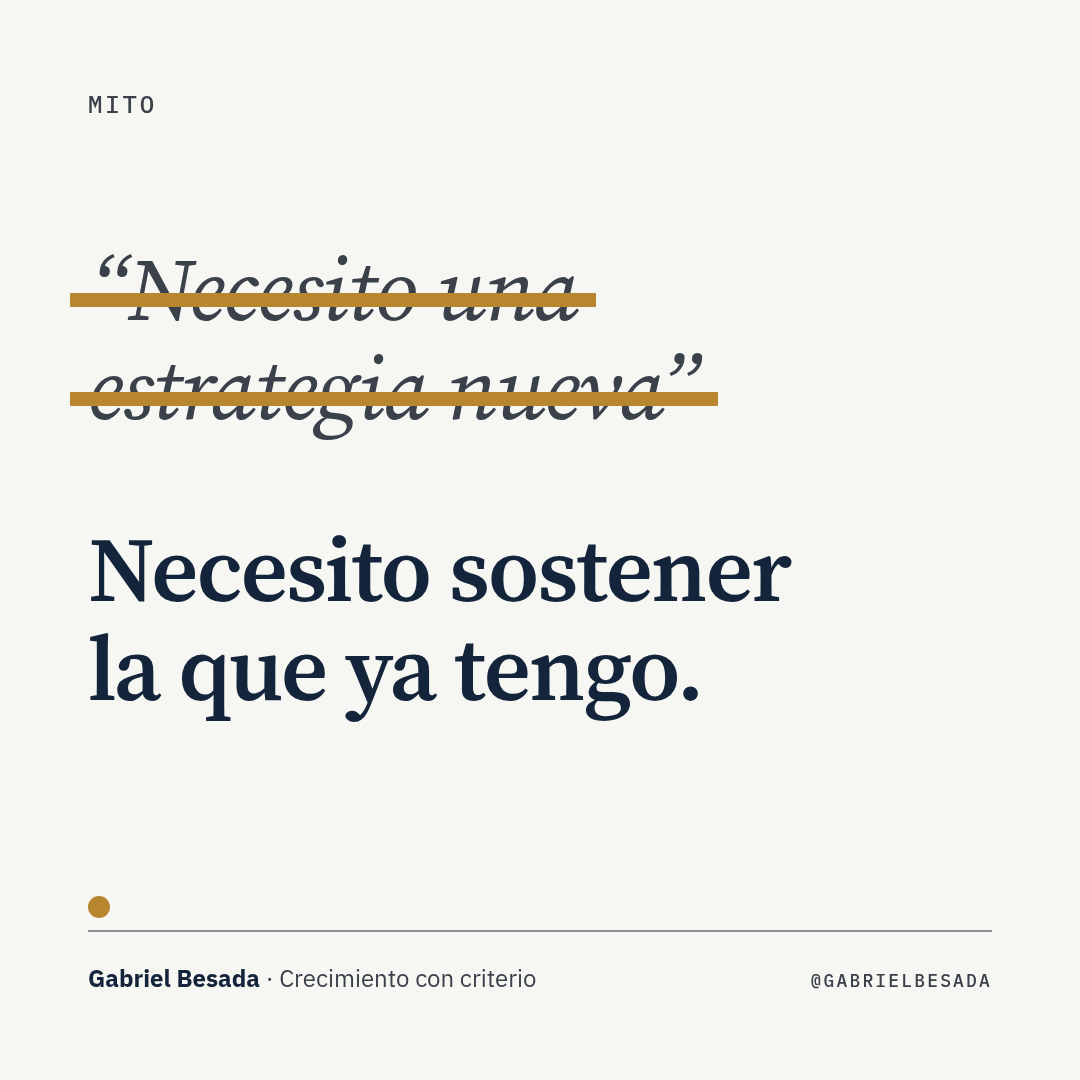 MITO
“Necesito una
estrategia nueva”
Necesito sostener
la que ya tengo.
Gabriel Besada · Crecimiento con criterio
@GABRIELBESADA